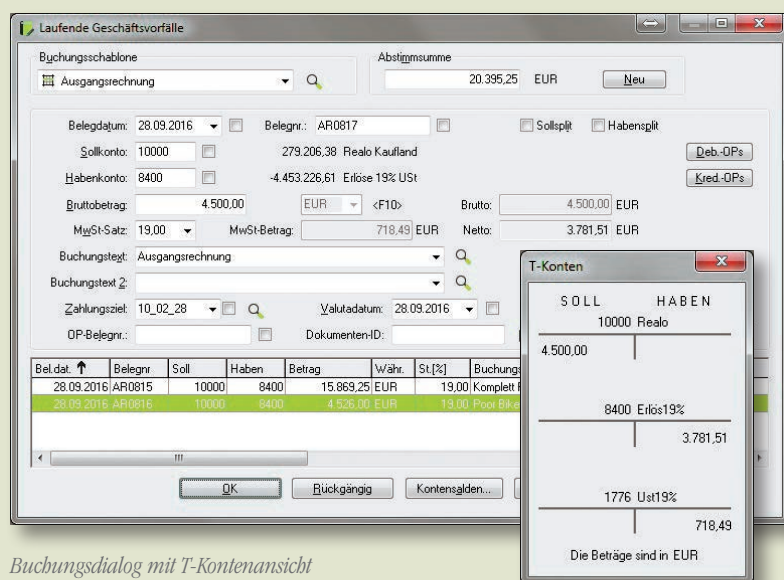 Laufende Geschäftsvorfälle
Buchungsschablone
Abstimmsumme
Ausgangsrechnung
20.395,25 EUR Neu
Belegdatum: 28.09.2016 Belegnr.: AR0817 Sollsplit Habensplit
Sollkonto: 10000 279.206,38 Realo Kaufland Deb.-OPs
Habenkonto: 8400 -4.453.226,61 Erlöse 19% USt Kred.-OPs
Bruttobetrag: 4.500,00 EUR <F10> Brutto: 4.500,00 EUR
MwSt-Satz: 19,00 MwSt-Betrag: 718,49 EUR Netto: 3.781,51 EUR
Buchungstext: Ausgangsrechnung
Buchungstext 2:
Zahlungsziel: 10_02_28 Valutadatum: 28.09.2016
OP-Belegnr.: Dokumenten-ID:
Bel.dat. Belegnr Soll Haben Betrag Währ. St.[%] Buchungs
28.09.2016 AR0815 10000 8400 15.869,25 EUR 19,00 Komplett
28.09.2016 AR0816 10000 8400 4.526,00 EUR 19,00 Poor Bike
OK Rückgängig Kontensalden...
T-Konten
SOLL HABEN
10000 Realo
4.500,00
8400 Erlös19%
3.781,51
1776 Ust19%
718,49
Die Beträge sind in EUR
Buchungsdialog mit T-Kontenansicht